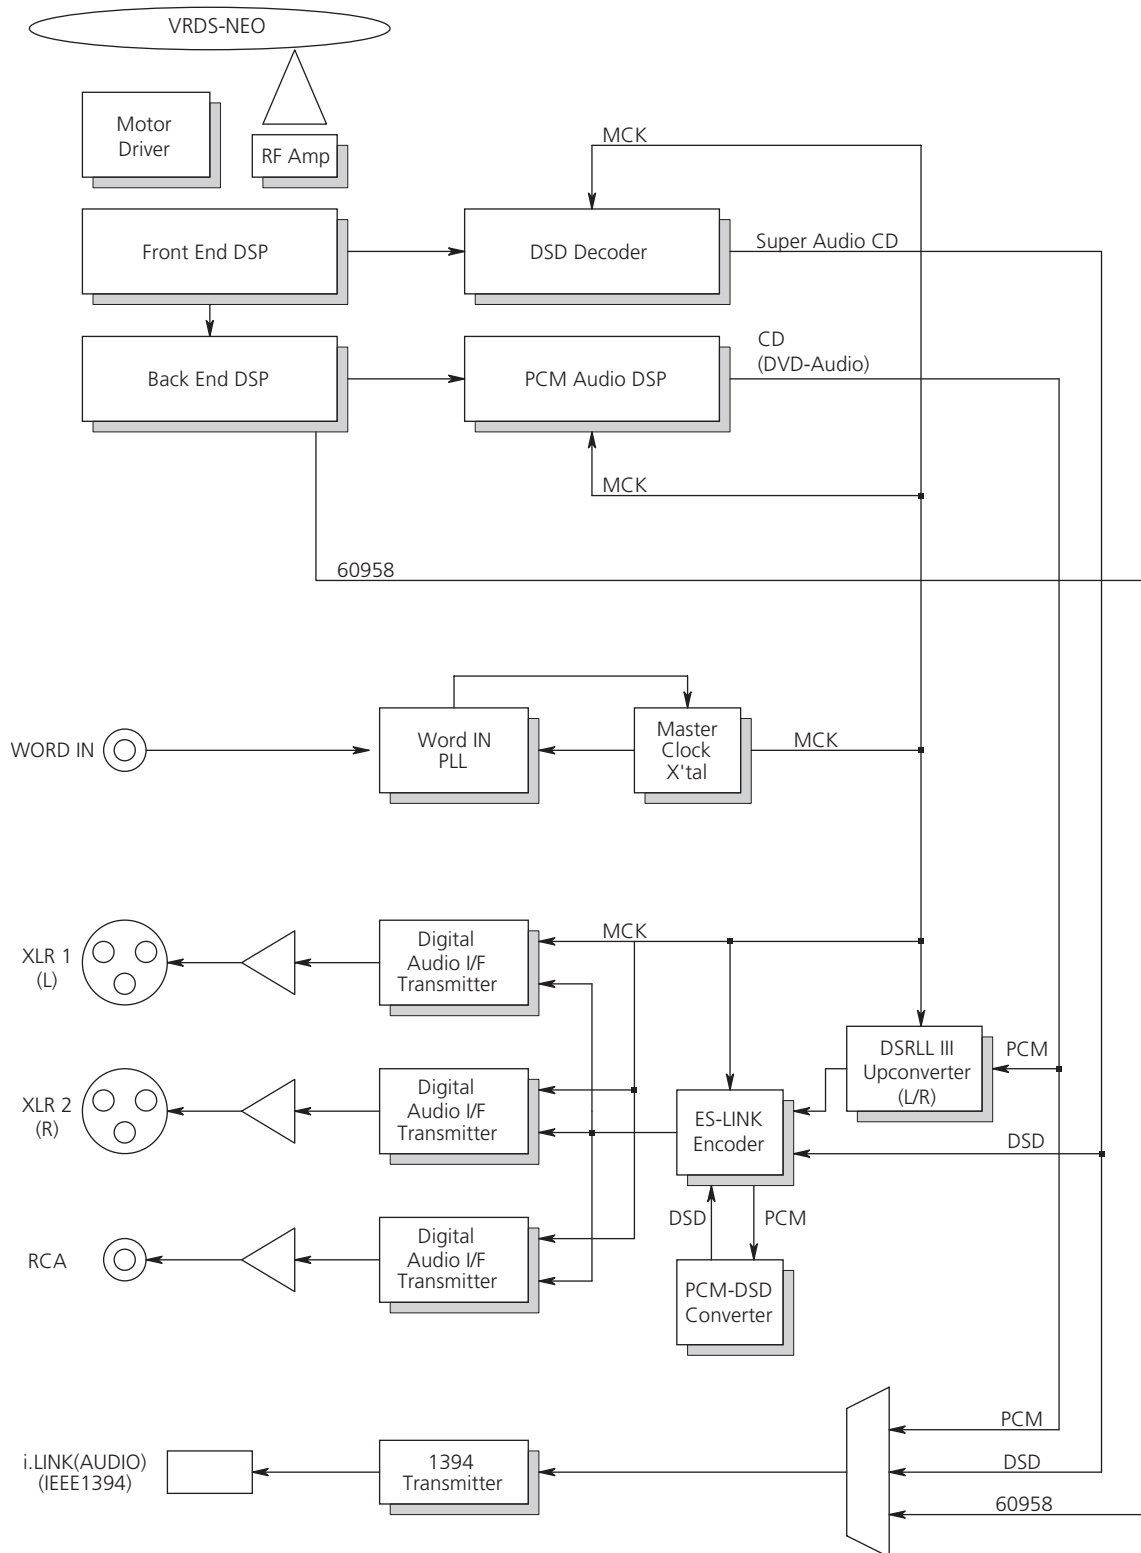 VRDS-NEO
Motor
Driver
RF Amp
MCK
Front End DSP
DSD Decoder
Super Audio CD
Back End DSP
PCM Audio DSP
CD
(DVD-Audio)
MCK
60958
WORD IN
Word IN
PLL
Master
Clock
X'tal
MCK
XLR 1
(L)
Digital
Audio I/F
Transmitter
MCK
DSRLL III
Upconverter
(L/R)
PCM
XLR 2
(R)
Digital
Audio I/F
Transmitter
ES-LINK
Encoder
DSD
DSD
PCM
RCA
Digital
Audio I/F
Transmitter
PCM-DSD
Converter
PCM
i.LINK(AUDIO)
(IEEE1394)
1394
Transmitter
DSD
60958